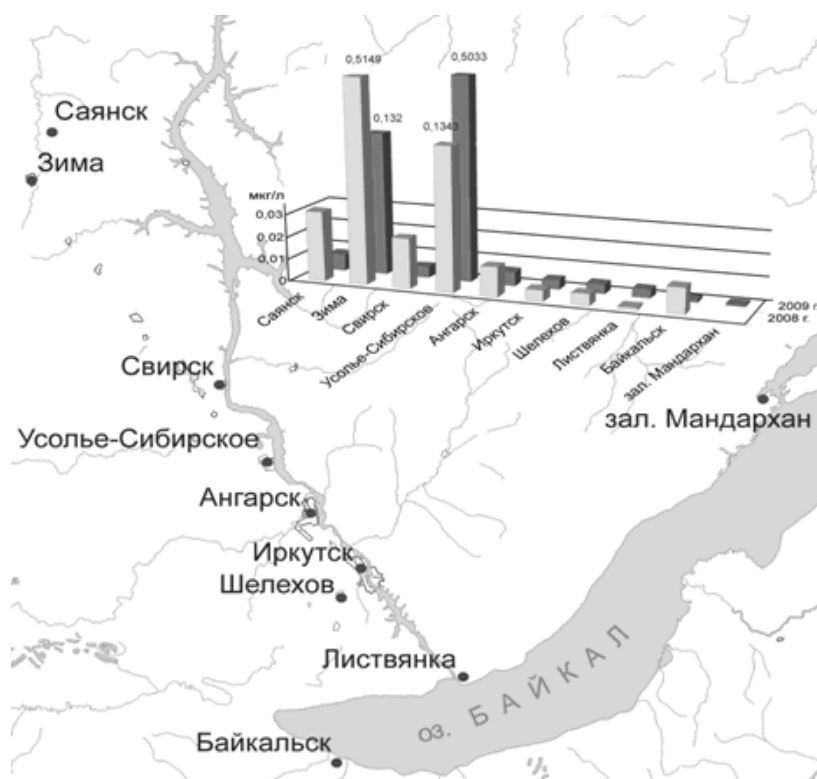 0,5149
0,5033
0,132
0,1343
Саянск
Зима
мкг/л
0,03
0,02
0,01
0
Саянск
Зима
Свирск
Усолье-Сибирское
Ангарск
Иркутск
Шелехов
Листвянка
Байкальск
зал. Мандархан
2009 г.
2008 г.
Свирск
зал. Мандархан
Усолье-Сибирское
Ангарск
Иркутск
Шелехов
Листвянка
оз. БАЙКАЛ
Байкальск